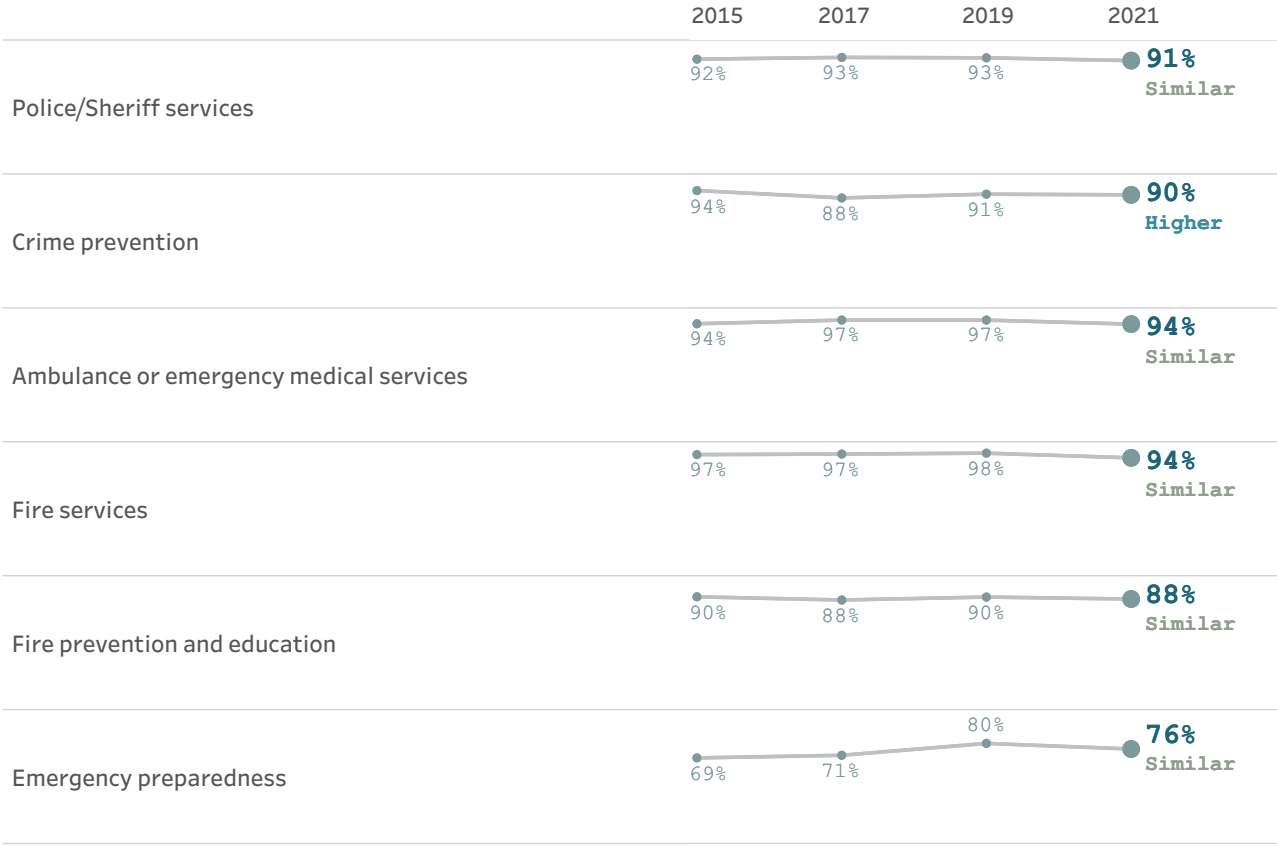 2015 2017 2019 2021
Police/Sheriff services
92% 93% 93% 91%
Similar
Crime prevention
94% 88% 91% 90%
Higher
Ambulance or emergency medical services
94% 97% 97% 94%
Similar
Fire services
97% 97% 98% 94%
Similar
Fire prevention and education
90% 88% 90% 88%
Similar
Emergency preparedness
69% 71% 80% 76%
Similar